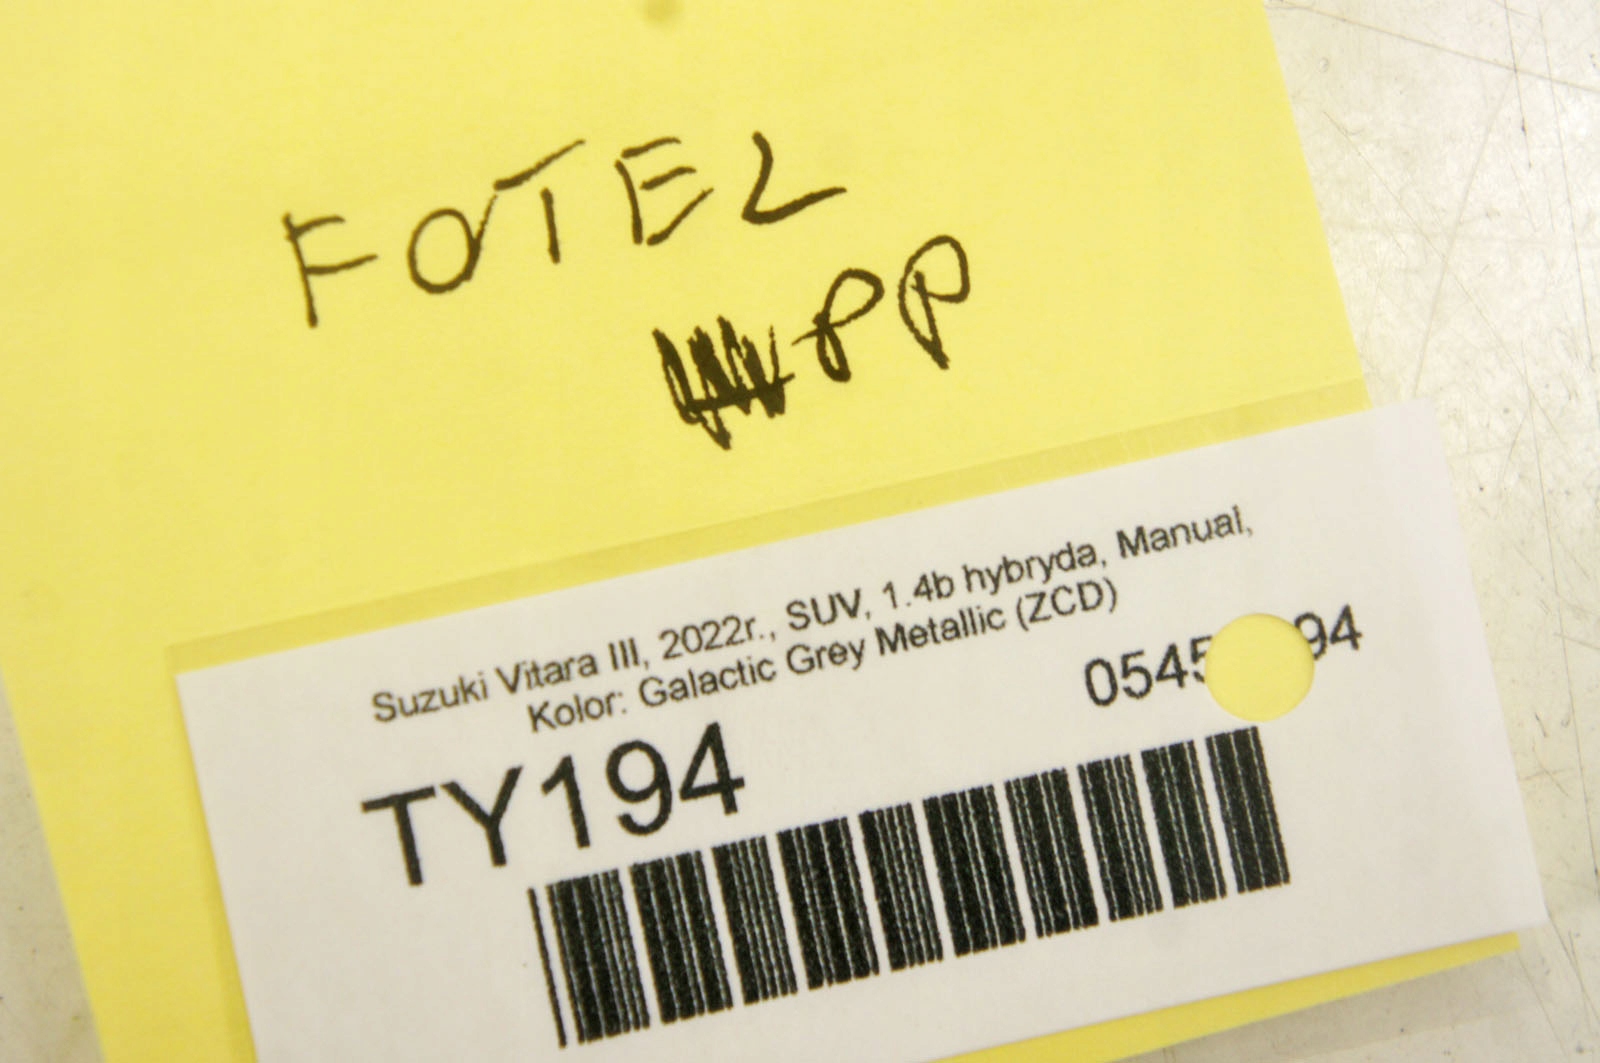 FOTEL
PP
Suzuki Vitara III, 2022r., SUV, 1.4b hybryda, Manual,
Kolor: Galactic Grey Metallic (ZCD)
TY194